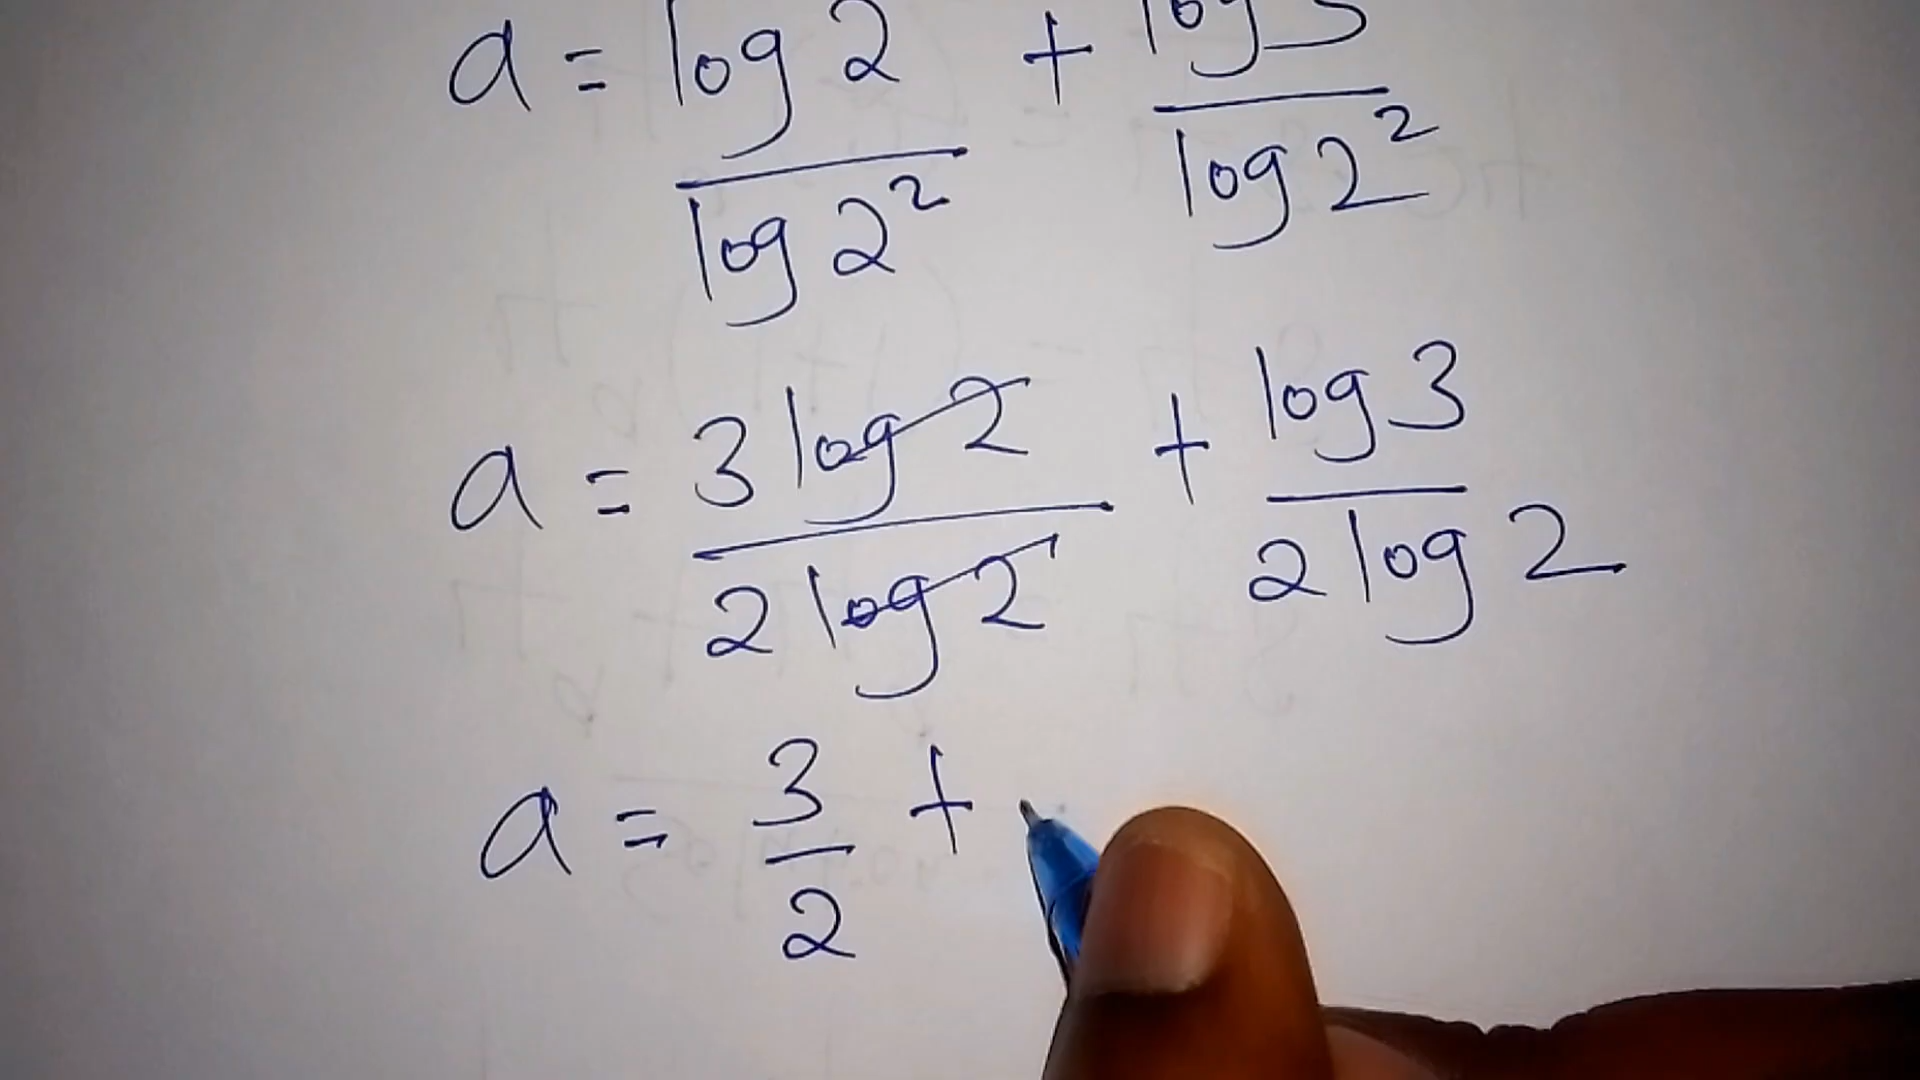 a = log 2 / log 2² + log 3 / log 2²
a = 3 log 2 / 2 log 2 + log 3 / 2 log 2
a = 3/2 +